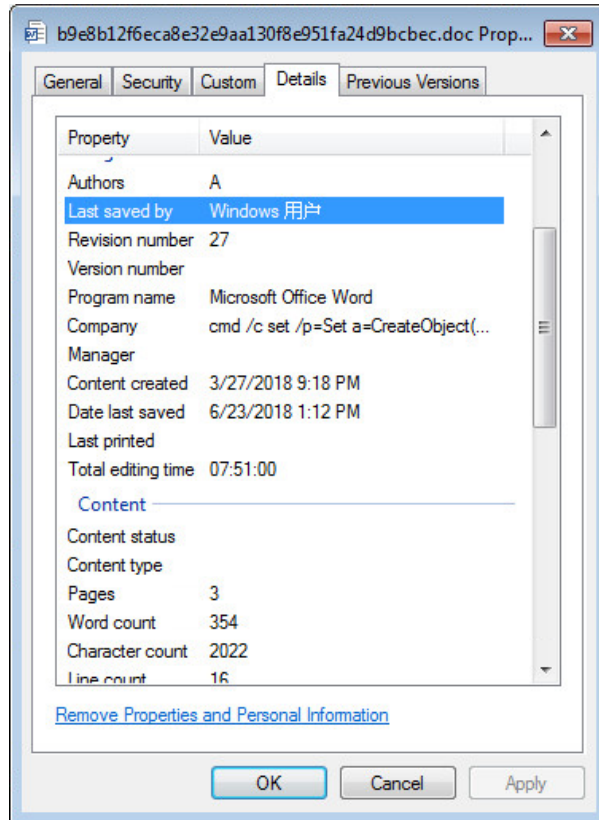 b9e8b12f6eca8e32e9aa130f8e951fa24d9bcbec.doc Prop...
General Security Custom Details Previous Versions
Property Value
Authors A
Last saved by Windows 用户
Revision number 27
Version number
Program name Microsoft Office Word
Company cmd /c set /p=Set a=CreateObject(...
Manager
Content created 3/27/2018 9:18 PM
Date last saved 6/23/2018 1:12 PM
Last printed
Total editing time 07:51:00
Content
Content status
Content type
Pages 3
Word count 354
Character count 2022
Line count 16
Remove Properties and Personal Information
OK Cancel Apply